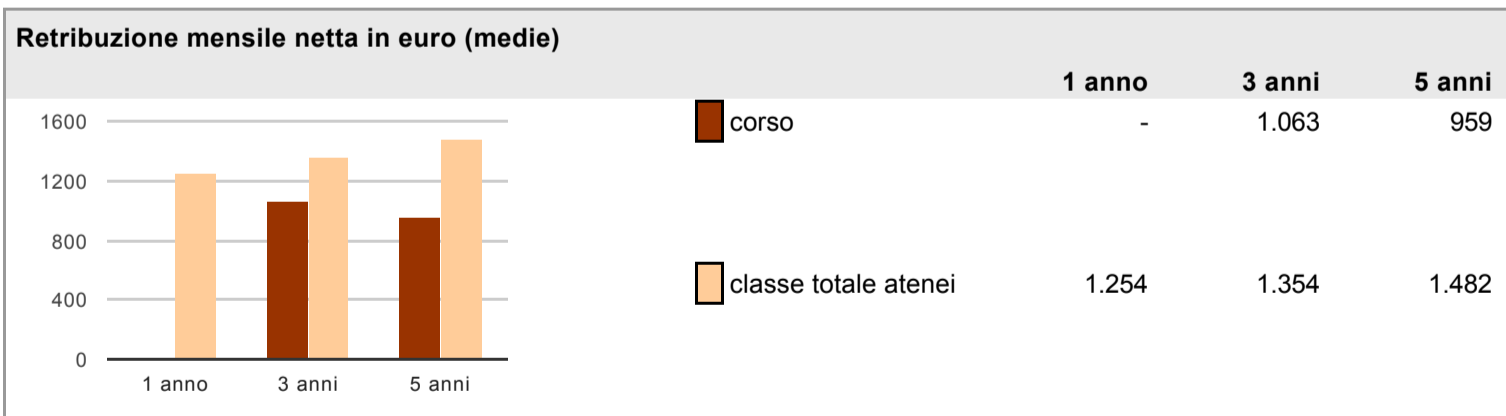 Retribuzione mensile netta in euro (medie)
1 anno 3 anni 5 anni
1600
1200
800
400
0
1 anno 3 anni 5 anni
corso - 1.063 959
classe totale atenei 1.254 1.354 1.482